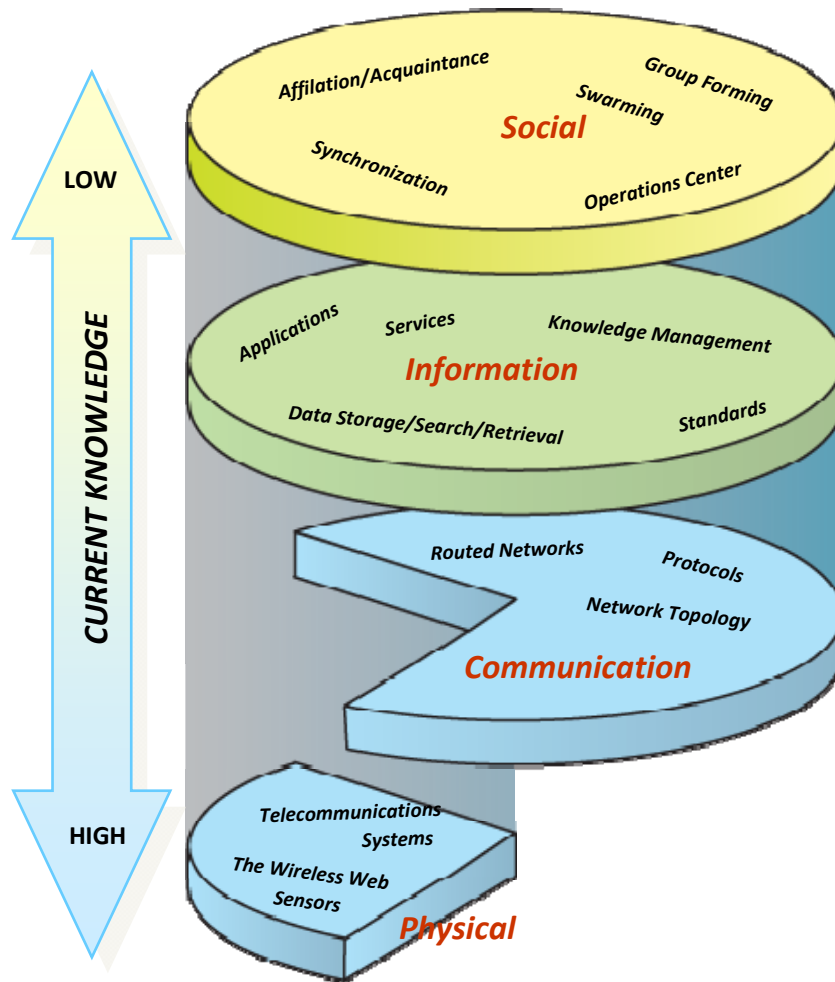 Affilation/Acquaintance
Group Forming
Swarming
Social
Synchronization
Operations Center
LOW
Applications
Services
Knowledge Management
Information
Data Storage/Search/Retrieval
Standards
CURRENT KNOWLEDGE
Routed Networks
Protocols
Network Topology
Communication
HIGH
Telecommunications
Systems
The Wireless Web
Sensors
Physical